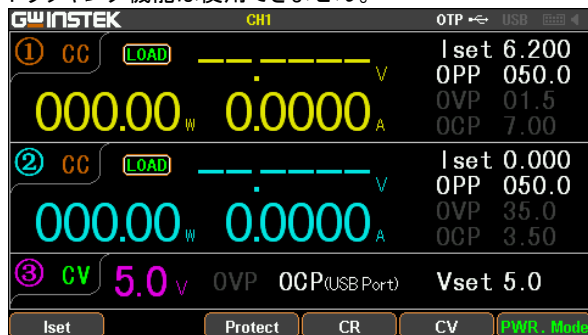 トラッキング機能は使用できません。
GWINSTEK CH1 OTP USB
① CC LOAD --.---- V Iset 6.200
OPP 050.0
000.00 W 0.0000 A OVP 01.5
OCP 7.00
② CC LOAD --.---- V Iset 0.000
OPP 050.0
000.00 W 0.0000 A OVP 35.0
OCP 3.50
③ CV 5.0 V OVP OCP(USB Port) Vset 5.0
Iset Protect CR CV PWR. Mode